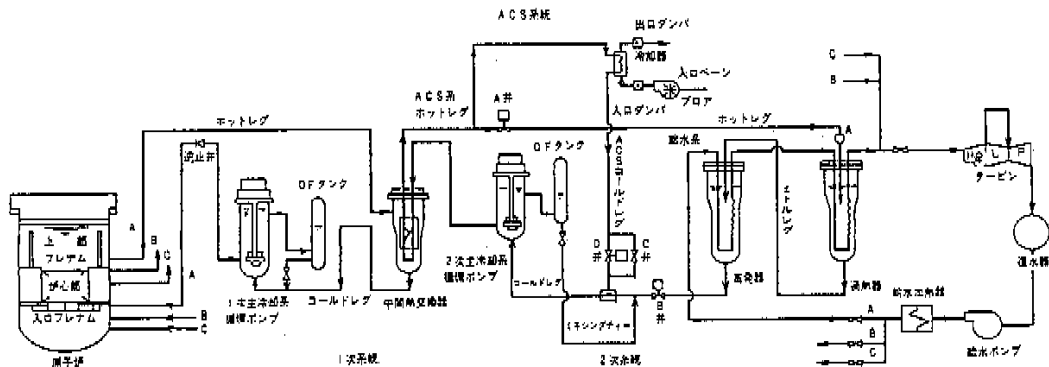 ACS系統
出口ダンパ
冷却器
入口ベーン
ブロア
入口ダンパ
C
B
ACS系
ホットレグ
A弁
ホットレグ
ホットレグ
A
逆止弁
OFタンク
OFタンク
給水系
ACSコールドレグ
ミドルレグ
タービン
上部
プレナム
炉心部
入口プレナム
原子炉
A
B
C
A
B
C
1次主冷却系
循環ポンプ
コールドレグ
中間熱交換器
2次主冷却系
循環ポンプ
コールドレグ
D弁
C弁
B弁
ミキシングティー
蒸発器
過熱器
給水加熱器
A
B
C
復水器
給水ポンプ
1次系統
2次系統